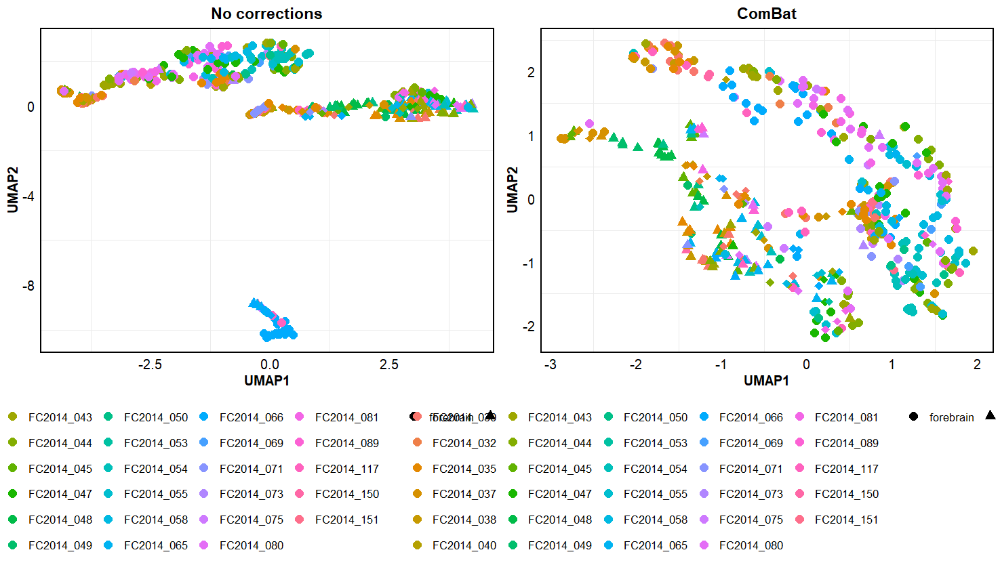 No corrections
ComBat
UMAP2
0
-4
-8
-2.5
0.0
2.5
UMAP1
UMAP2
2
1
0
-1
-2
-3
-2
-1
0
1
2
UMAP1
FC2014_043 FC2014_050 FC2014_066 FC2014_081 forebrain FC2014_030 FC2014_043 FC2014_050 FC2014_066 FC2014_081 forebrain
FC2014_044 FC2014_053 FC2014_069 FC2014_089 FC2014_032 FC2014_044 FC2014_053 FC2014_069 FC2014_089
FC2014_045 FC2014_054 FC2014_071 FC2014_117 FC2014_035 FC2014_045 FC2014_054 FC2014_071 FC2014_117
FC2014_047 FC2014_055 FC2014_073 FC2014_150 FC2014_037 FC2014_047 FC2014_055 FC2014_073 FC2014_150
FC2014_048 FC2014_058 FC2014_075 FC2014_151 FC2014_038 FC2014_048 FC2014_058 FC2014_075 FC2014_151
FC2014_049 FC2014_065 FC2014_080 FC2014_040 FC2014_049 FC2014_065 FC2014_080